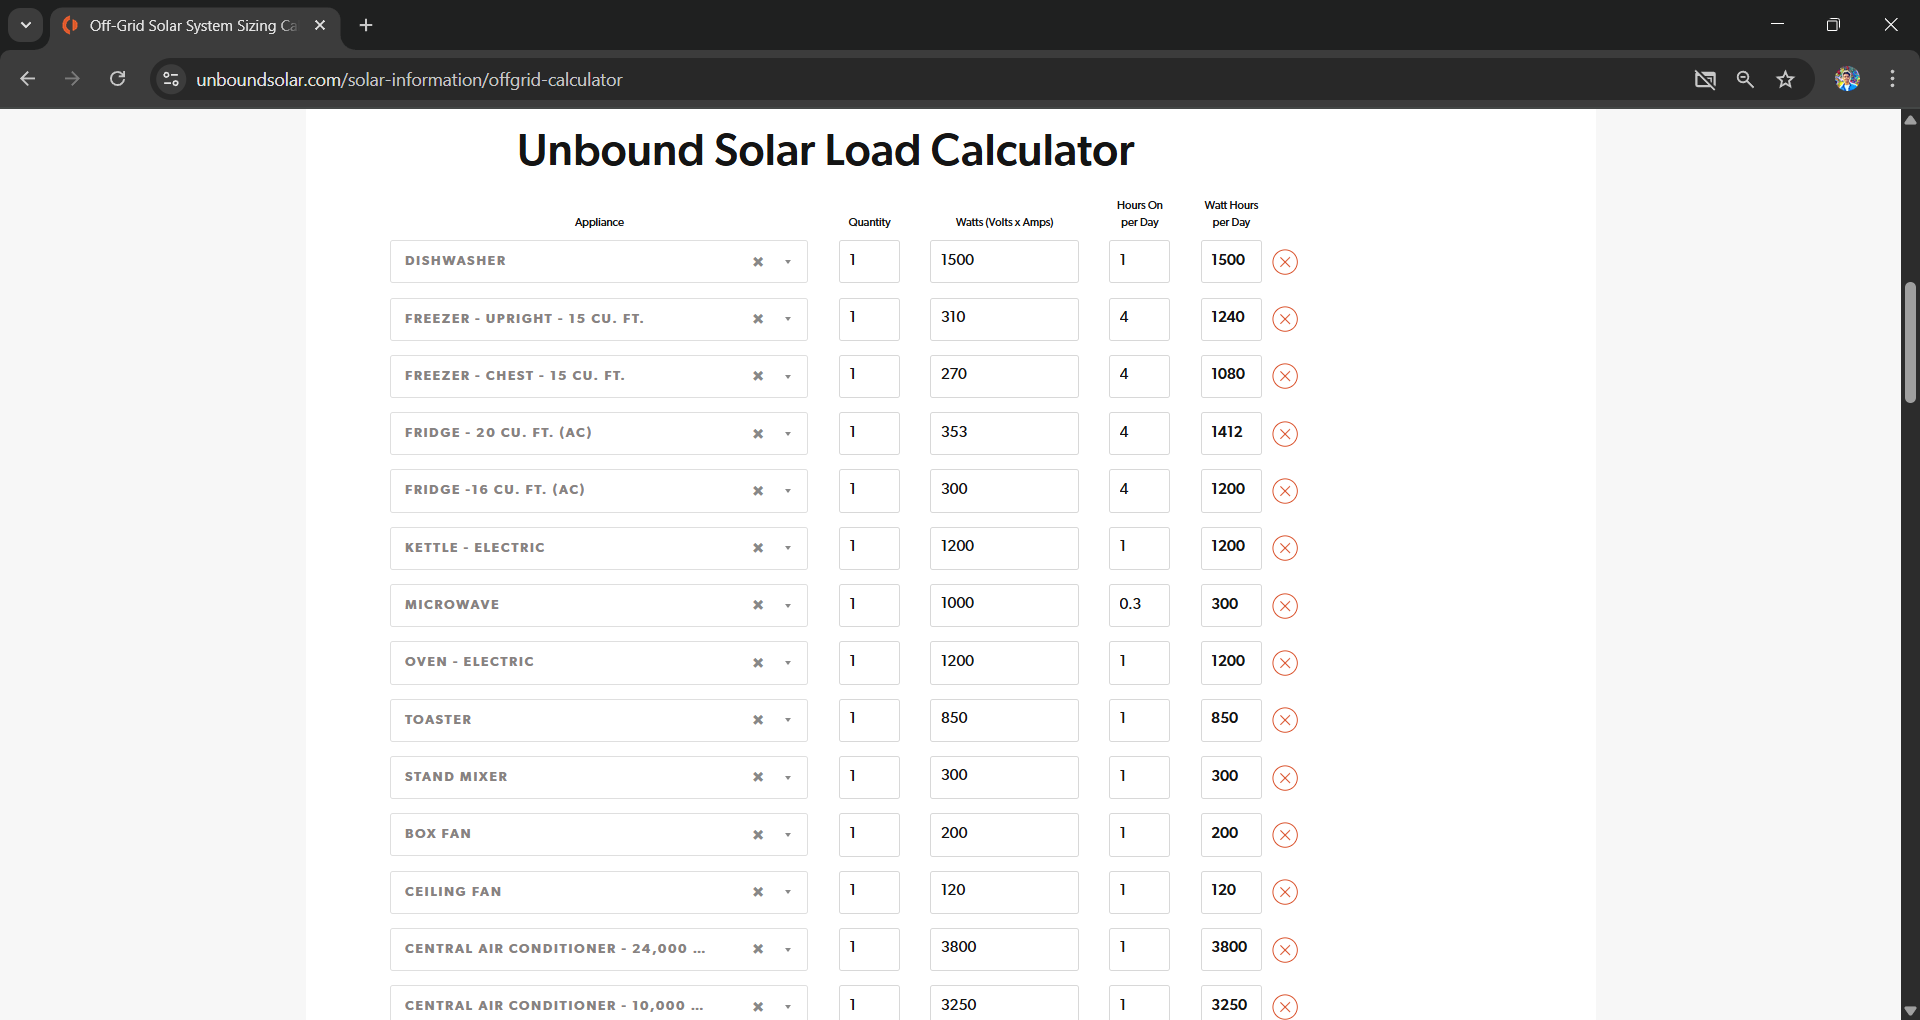 Off-Grid Solar System Sizing Ca
unboundsolar.com/solar-information/offgrid-calculator
Unbound Solar Load Calculator
Appliance Quantity Watts (Volts x Amps) Hours On per Day Watt Hours per Day
DISHWASHER 1 1500 1 1500
FREEZER - UPRIGHT - 15 CU. FT. 1 310 4 1240
FREEZER - CHEST - 15 CU. FT. 1 270 4 1080
FRIDGE - 20 CU. FT. (AC) 1 353 4 1412
FRIDGE -16 CU. FT. (AC) 1 300 4 1200
KETTLE - ELECTRIC 1 1200 1 1200
MICROWAVE 1 1000 0.3 300
OVEN - ELECTRIC 1 1200 1 1200
TOASTER 1 850 1 850
STAND MIXER 1 300 1 300
BOX FAN 1 200 1 200
CEILING FAN 1 120 1 120
CENTRAL AIR CONDITIONER - 24,000 ... 1 3800 1 3800
CENTRAL AIR CONDITIONER - 10,000 ... 1 3250 1 3250